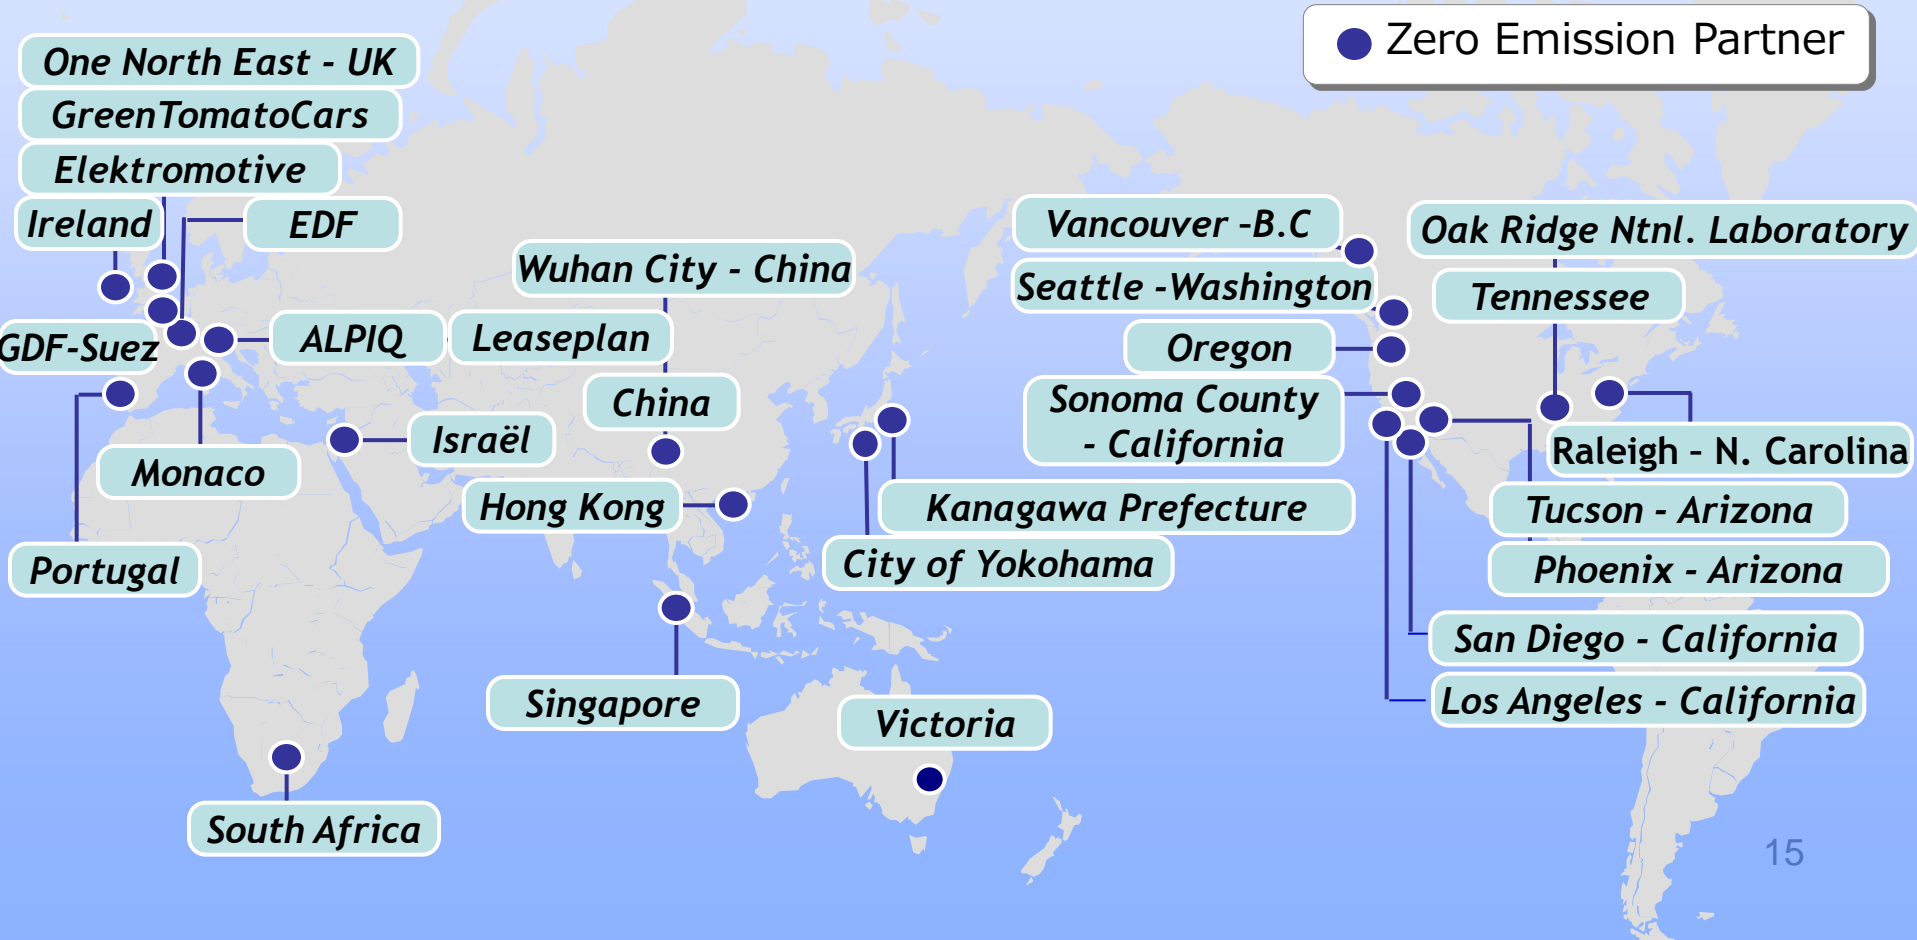 Zero Emission Partner
One North East - UK
GreenTomatoCars
Elektromotive
Ireland
EDF
GDF-Suez
ALPIQ
Leaseplan
Wuhan City - China
China
Israël
Monaco
Hong Kong
Portugal
Singapore
South Africa
Kanagawa Prefecture
City of Yokohama
Victoria
Vancouver –B.C
Seattle -Washington
Oregon
Sonoma County
- California
Oak Ridge Ntnl. Laboratory
Tennessee
Raleigh – N. Carolina
Tucson - Arizona
Phoenix - Arizona
San Diego - California
Los Angeles - California
15